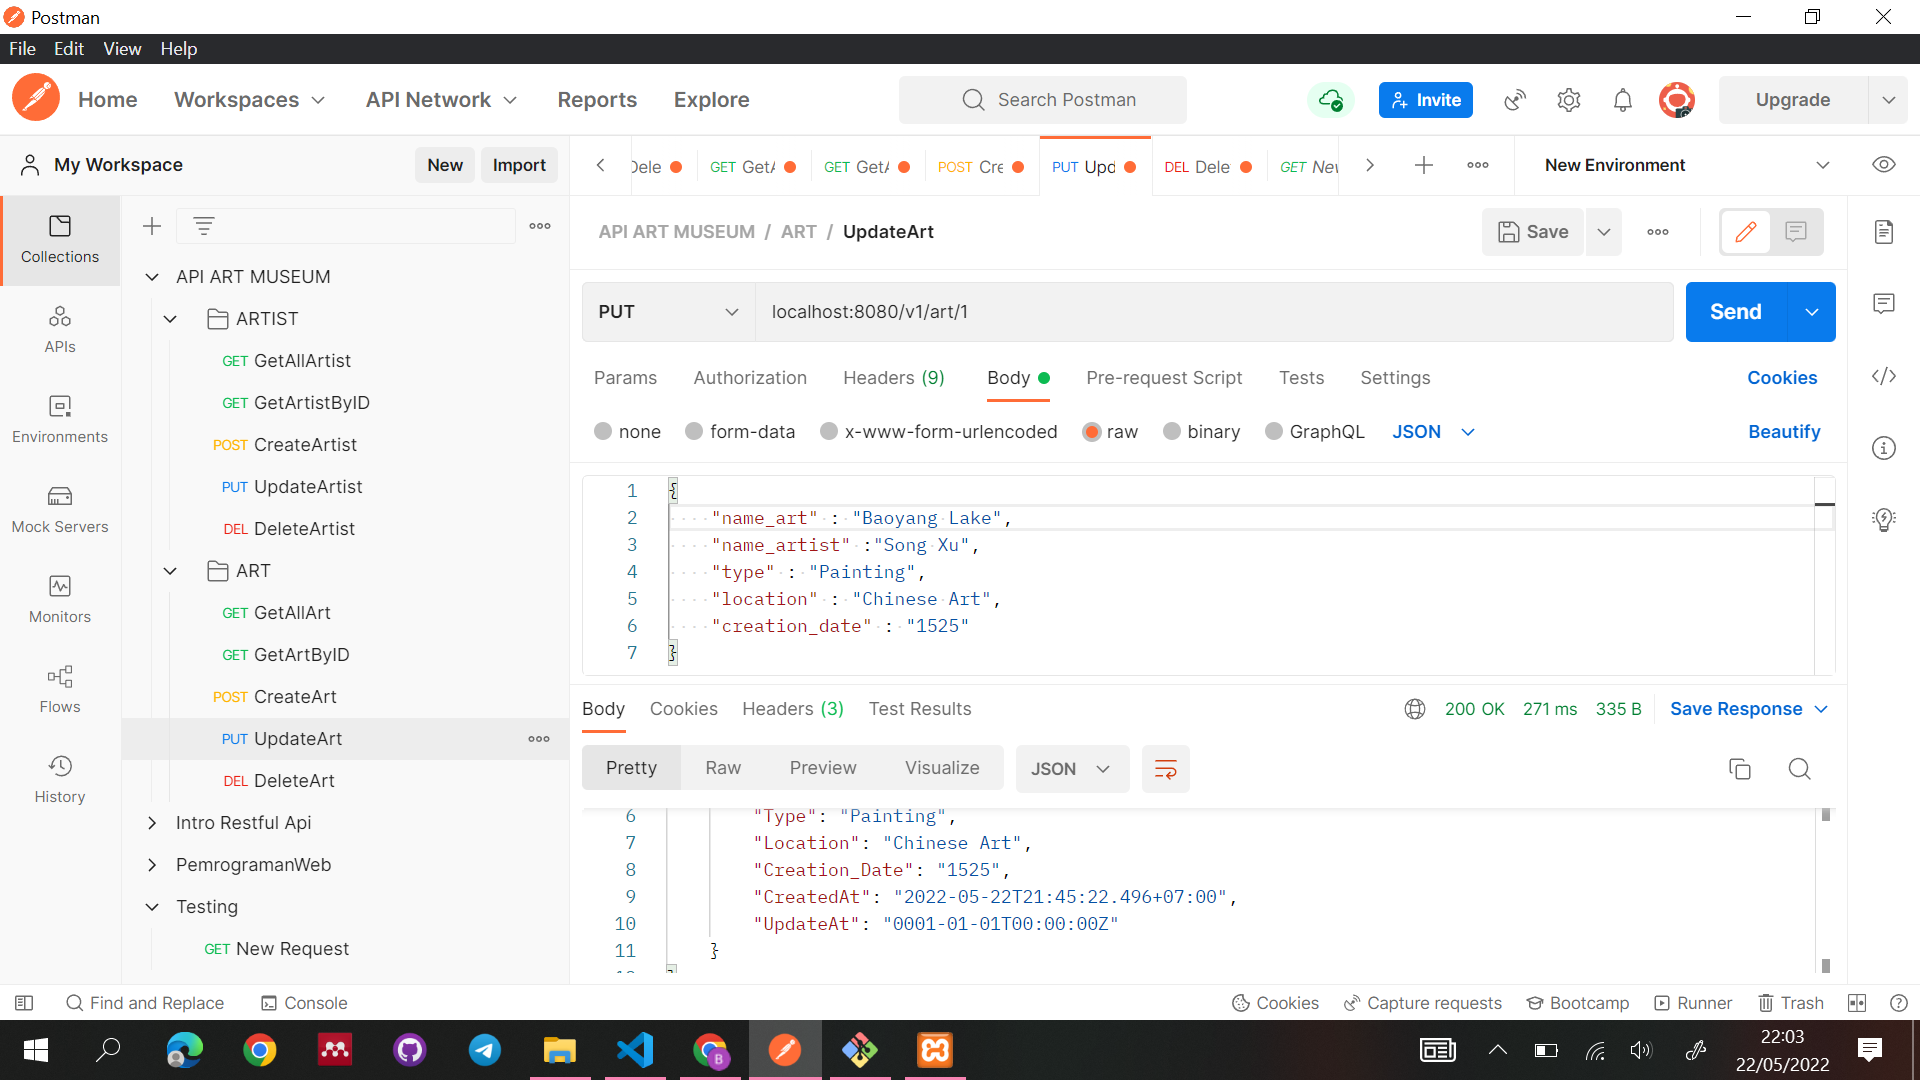 Postman
File Edit View Help
Home Workspaces API Network Reports Explore Search Postman Invite Upgrade
My Workspace New Import Dele GET GetA GET GetA POST Cre PUT Upd DEL Dele GET New New Environment
API ART MUSEUM / ART / UpdateArt Save
Collections
APIs
Environments
Mock Servers
Monitors
Flows
History
API ART MUSEUM
ARTIST
GET GetAllArtist
GET GetArtistByID
POST CreateArtist
PUT UpdateArtist
DEL DeleteArtist
ART
GET GetAllArt
GET GetArtByID
POST CreateArt
PUT UpdateArt
DEL DeleteArt
Intro Restful Api
PemrogramanWeb
Testing
GET New Request
PUT localhost:8080/v1/art/1 Send
Params Authorization Headers (9) Body Pre-request Script Tests Settings Cookies
none form-data x-www-form-urlencoded raw binary GraphQL JSON Beautify
1 {
2 "name_art" : "Baoyang Lake",
3 "name_artist" :"Song Xu",
4 "type" : "Painting",
5 "location" : "Chinese Art",
6 "creation_date" : "1525"
7 }
Body Cookies Headers (3) Test Results 200 OK 271 ms 335 B Save Response
Pretty Raw Preview Visualize JSON
6 "Type": "Painting",
7 "Location": "Chinese Art",
8 "Creation_Date": "1525",
9 "CreatedAt": "2022-05-22T21:45:22.496+07:00",
10 "UpdateAt": "0001-01-01T00:00:00Z"
11 }
Find and Replace Console Cookies Capture requests Bootcamp Runner Trash
22:03
22/05/2022